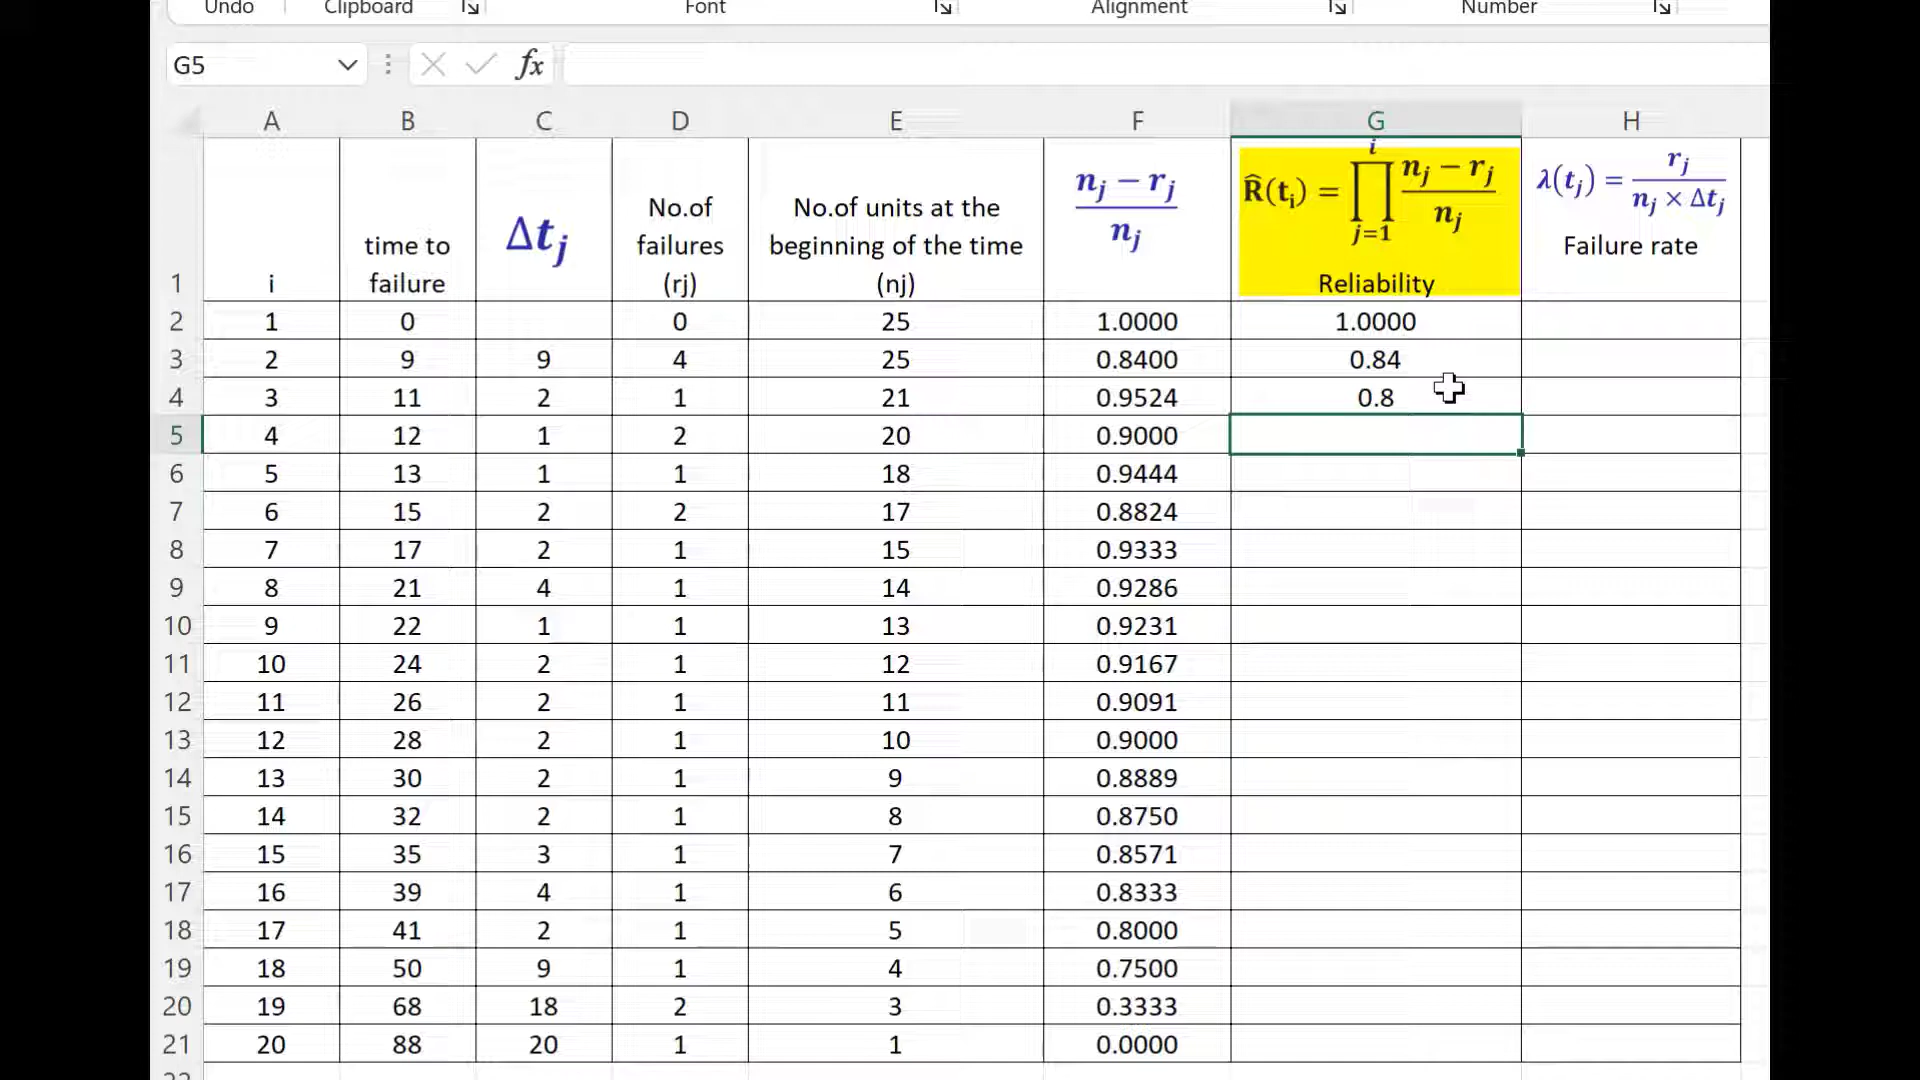 Undo Clipboard Font Alignment Number
G5 fx
A B C D E F G H
1 i time to failure Δtj No.of failures (rj) No.of units at the beginning of the time (nj) nj − rj / nj R̂(ti) = ∏ i j=1 nj − rj / nj Reliability λ(tj) = rj / nj × Δtj Failure rate
2 1 0 0 25 1.0000 1.0000
3 2 9 9 4 25 0.8400 0.84
4 3 11 2 1 21 0.9524 0.8
5 4 12 1 2 20 0.9000
6 5 13 1 1 18 0.9444
7 6 15 2 2 17 0.8824
8 7 17 2 1 15 0.9333
9 8 21 4 1 14 0.9286
10 9 22 1 1 13 0.9231
11 10 24 2 1 12 0.9167
12 11 26 2 1 11 0.9091
13 12 28 2 1 10 0.9000
14 13 30 2 1 9 0.8889
15 14 32 2 1 8 0.8750
16 15 35 3 1 7 0.8571
17 16 39 4 1 6 0.8333
18 17 41 2 1 5 0.8000
19 18 50 9 1 4 0.7500
20 19 68 18 2 3 0.3333
21 20 88 20 1 1 0.0000